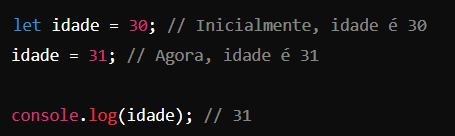 let idade = 30; // Inicialmente, idade é 30
idade = 31; // Agora, idade é 31
console.log(idade); // 31